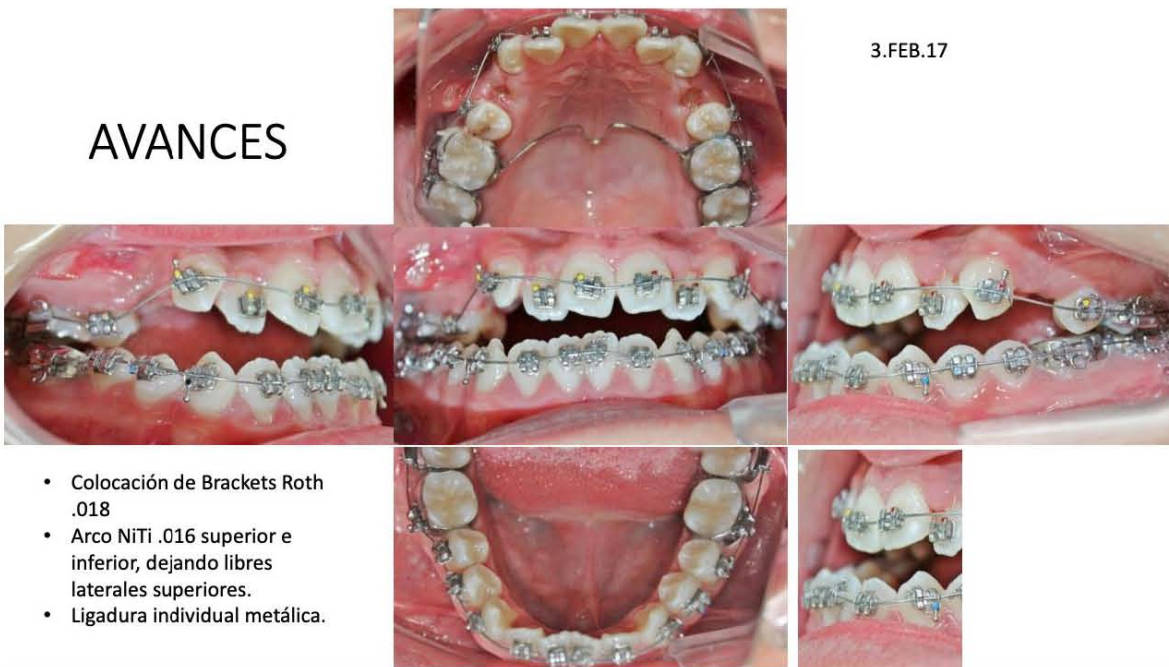 3.FEB.17
AVANCES
• Colocación de Brackets Roth
.018
• Arco NiTi .016 superior e
inferior, dejando libres
laterales superiores.
• Ligadura individual metálica.